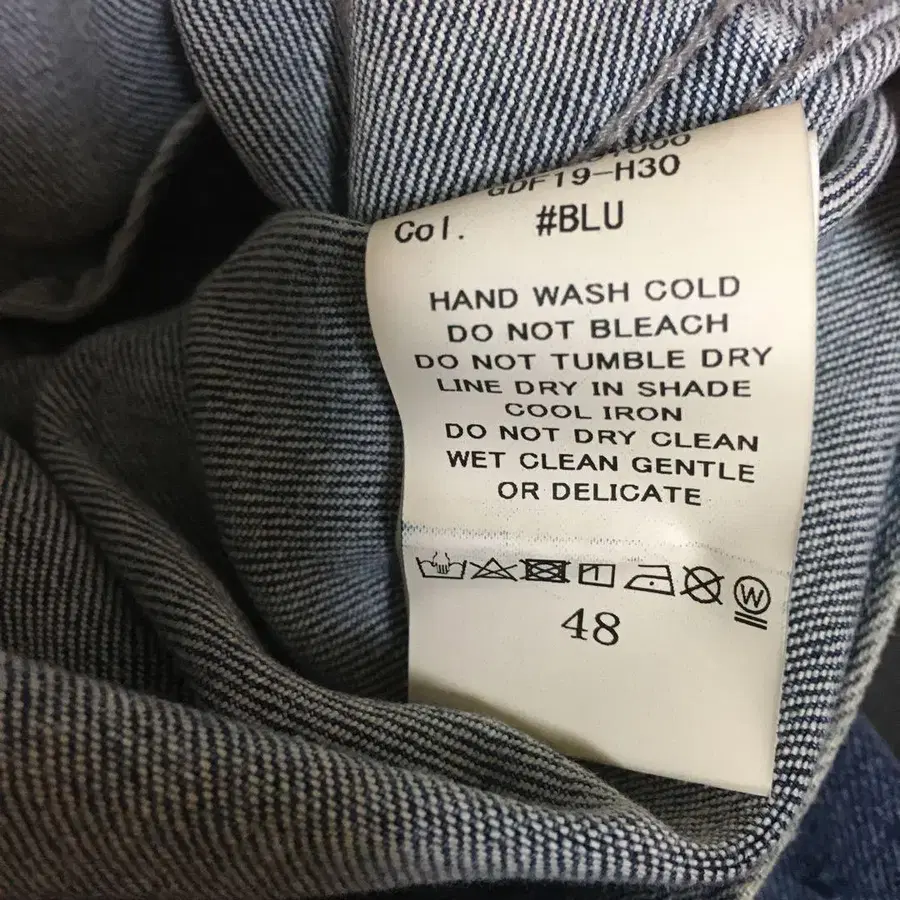 GDF19-H30
Col. #BLU
HAND WASH COLD
DO NOT BLEACH
DO NOT TUMBLE DRY
LINE DRY IN SHADE
COOL IRON
DO NOT DRY CLEAN
WET CLEAN GENTLE
OR DELICATE
W
48